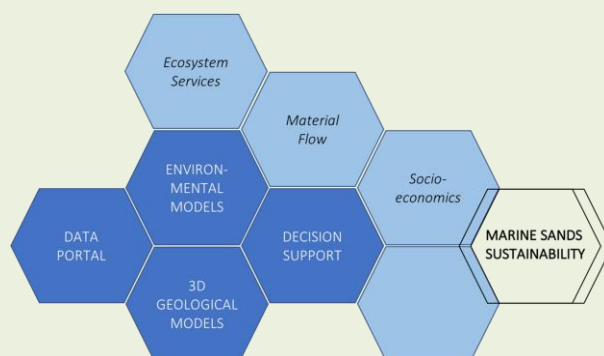 Ecosystem
Services
Material
Flow
ENVIRON-
MENTAL
MODELS
Socio-
economics
DATA
PORTAL
DECISION
SUPPORT
MARINE SANDS
SUSTAINABILITY
3D
GEOLOGICAL
MODELS